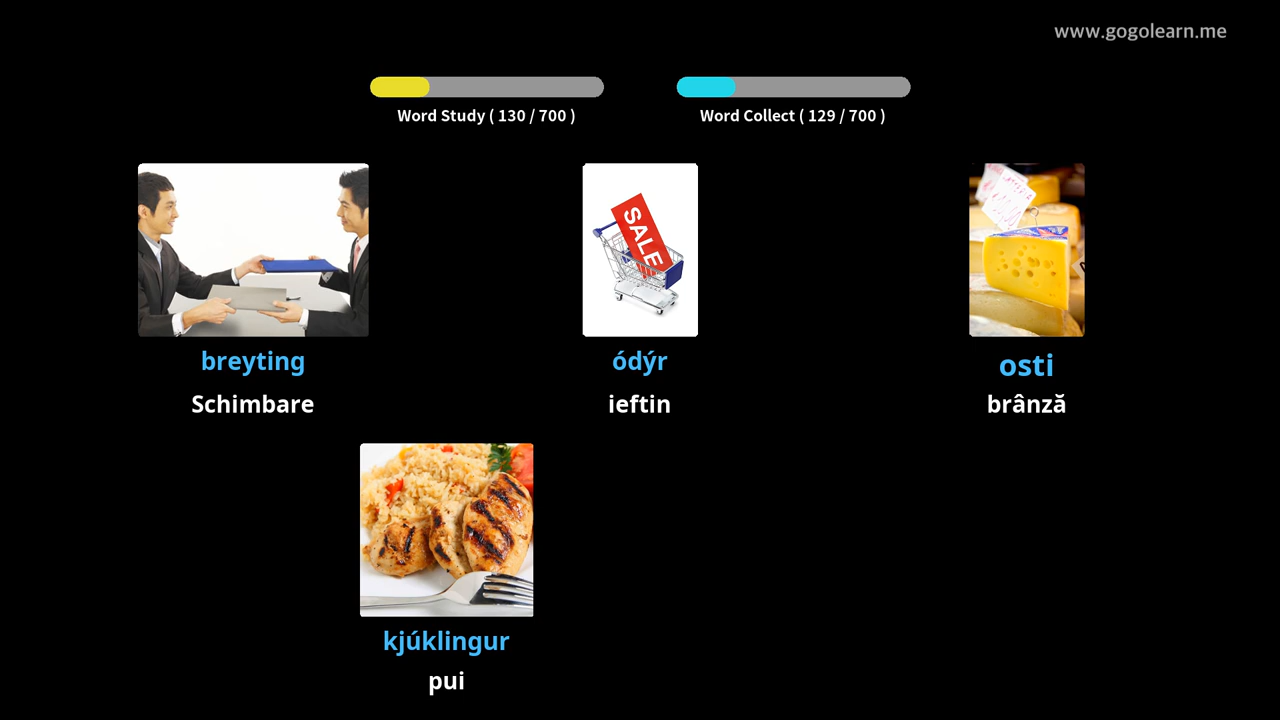 www.gogolearn.me
Word Study ( 130 / 700 )
Word Collect ( 129 / 700 )
SALE
breyting
ódýr
osti
Schimbare
ieftin
brânză
kjúklingur
pui